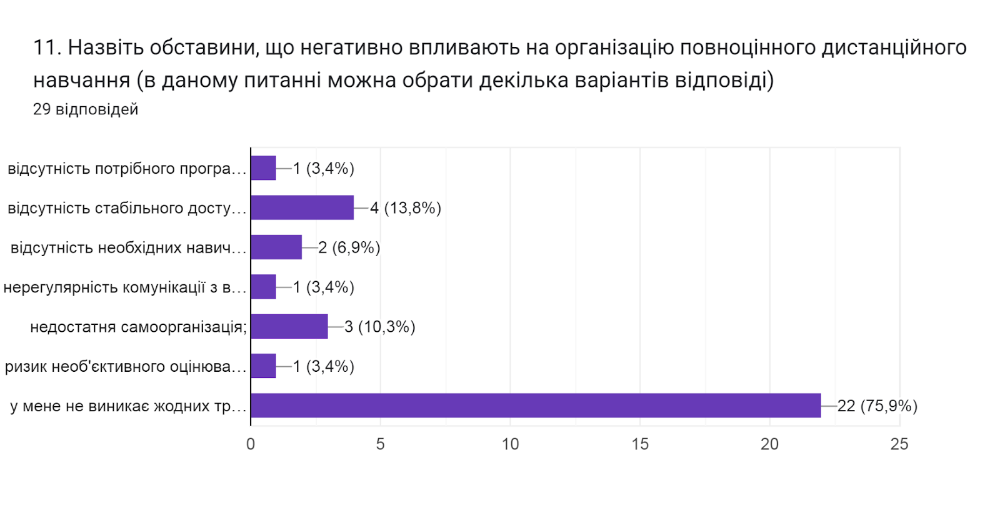 11. Назвіть обставини, що негативно впливають на організацію повноцінного дистанційного
навчання (в даному питанні можна обрати декілька варіантів відповіді)
29 відповідей
відсутність потрібного програ… 1 (3,4%)
відсутність стабільного досту… 4 (13,8%)
відсутність необхідних навич… 2 (6,9%)
нерегулярність комунікації з в… 1 (3,4%)
недостатня самоорганізація; 3 (10,3%)
ризик необ'єктивного оцінюва… 1 (3,4%)
у мене не виникає жодних тр… 22 (75,9%)
0 5 10 15 20 25